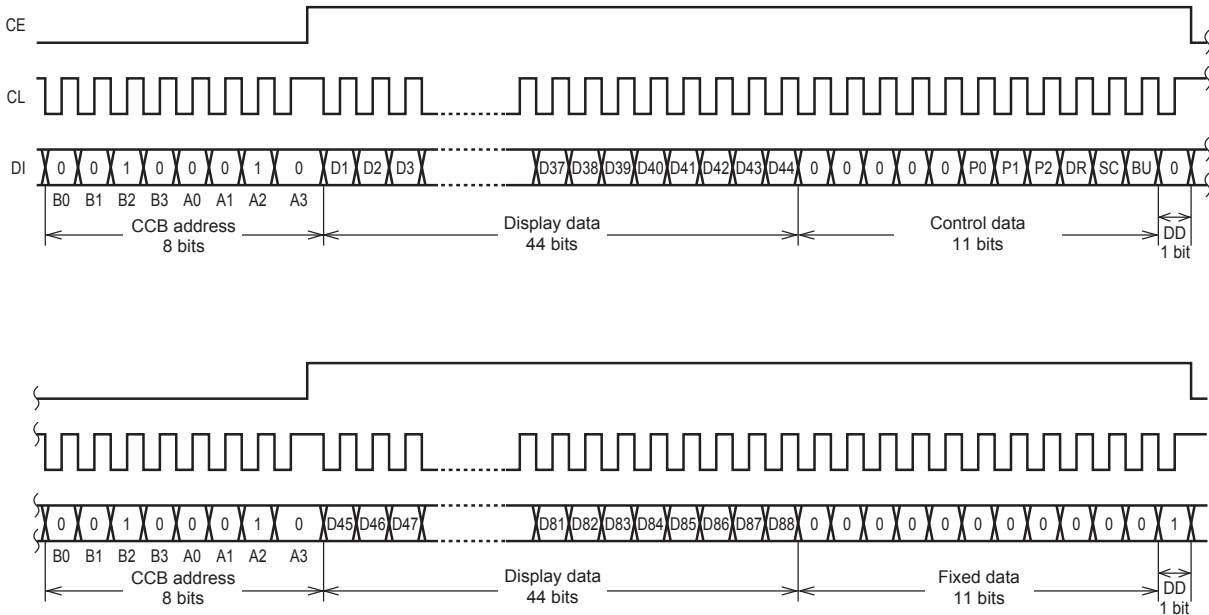 CE
CL
DI 0 0 1 0 0 0 1 0 D1 D2 D3 D37 D38 D39 D40 D41 D42 D43 D44 0 0 0 0 0 P0 P1 P2 DR SC BU 0
B0 B1 B2 B3 A0 A1 A2 A3
CCB address Display data Control data DD
8 bits 44 bits 11 bits 1 bit
0 0 1 0 0 0 1 0 D45 D46 D47 D81 D82 D83 D84 D85 D86 D87 D88 0 0 0 0 0 0 0 0 0 0 0 1
B0 B1 B2 B3 A0 A1 A2 A3
CCB address Display data Fixed data DD
8 bits 44 bits 11 bits 1 bit